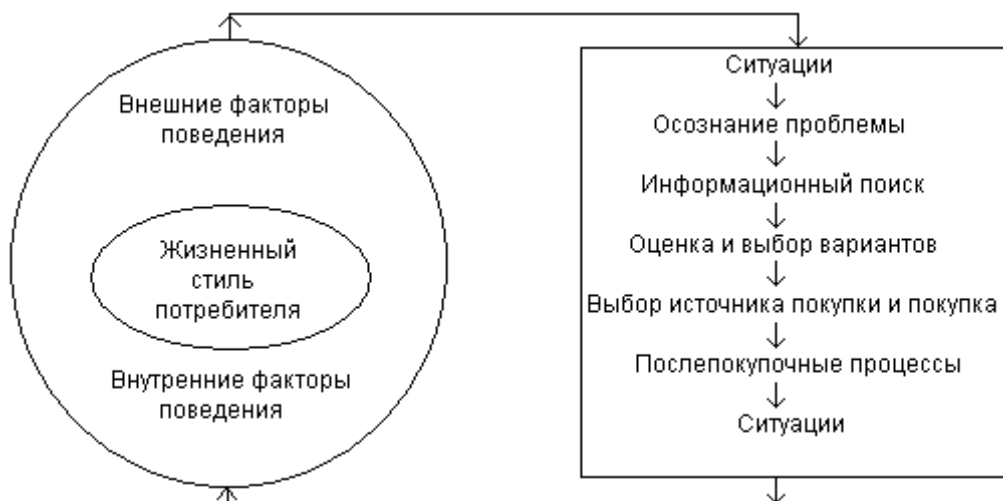 Внешние факторы
поведения
Жизненный
стиль
потребителя
Внутренние факторы
поведения
Ситуации
Осознание проблемы
Информационный поиск
Оценка и выбор вариантов
Выбор источника покупки и покупка
Послепокупочные процессы
Ситуации